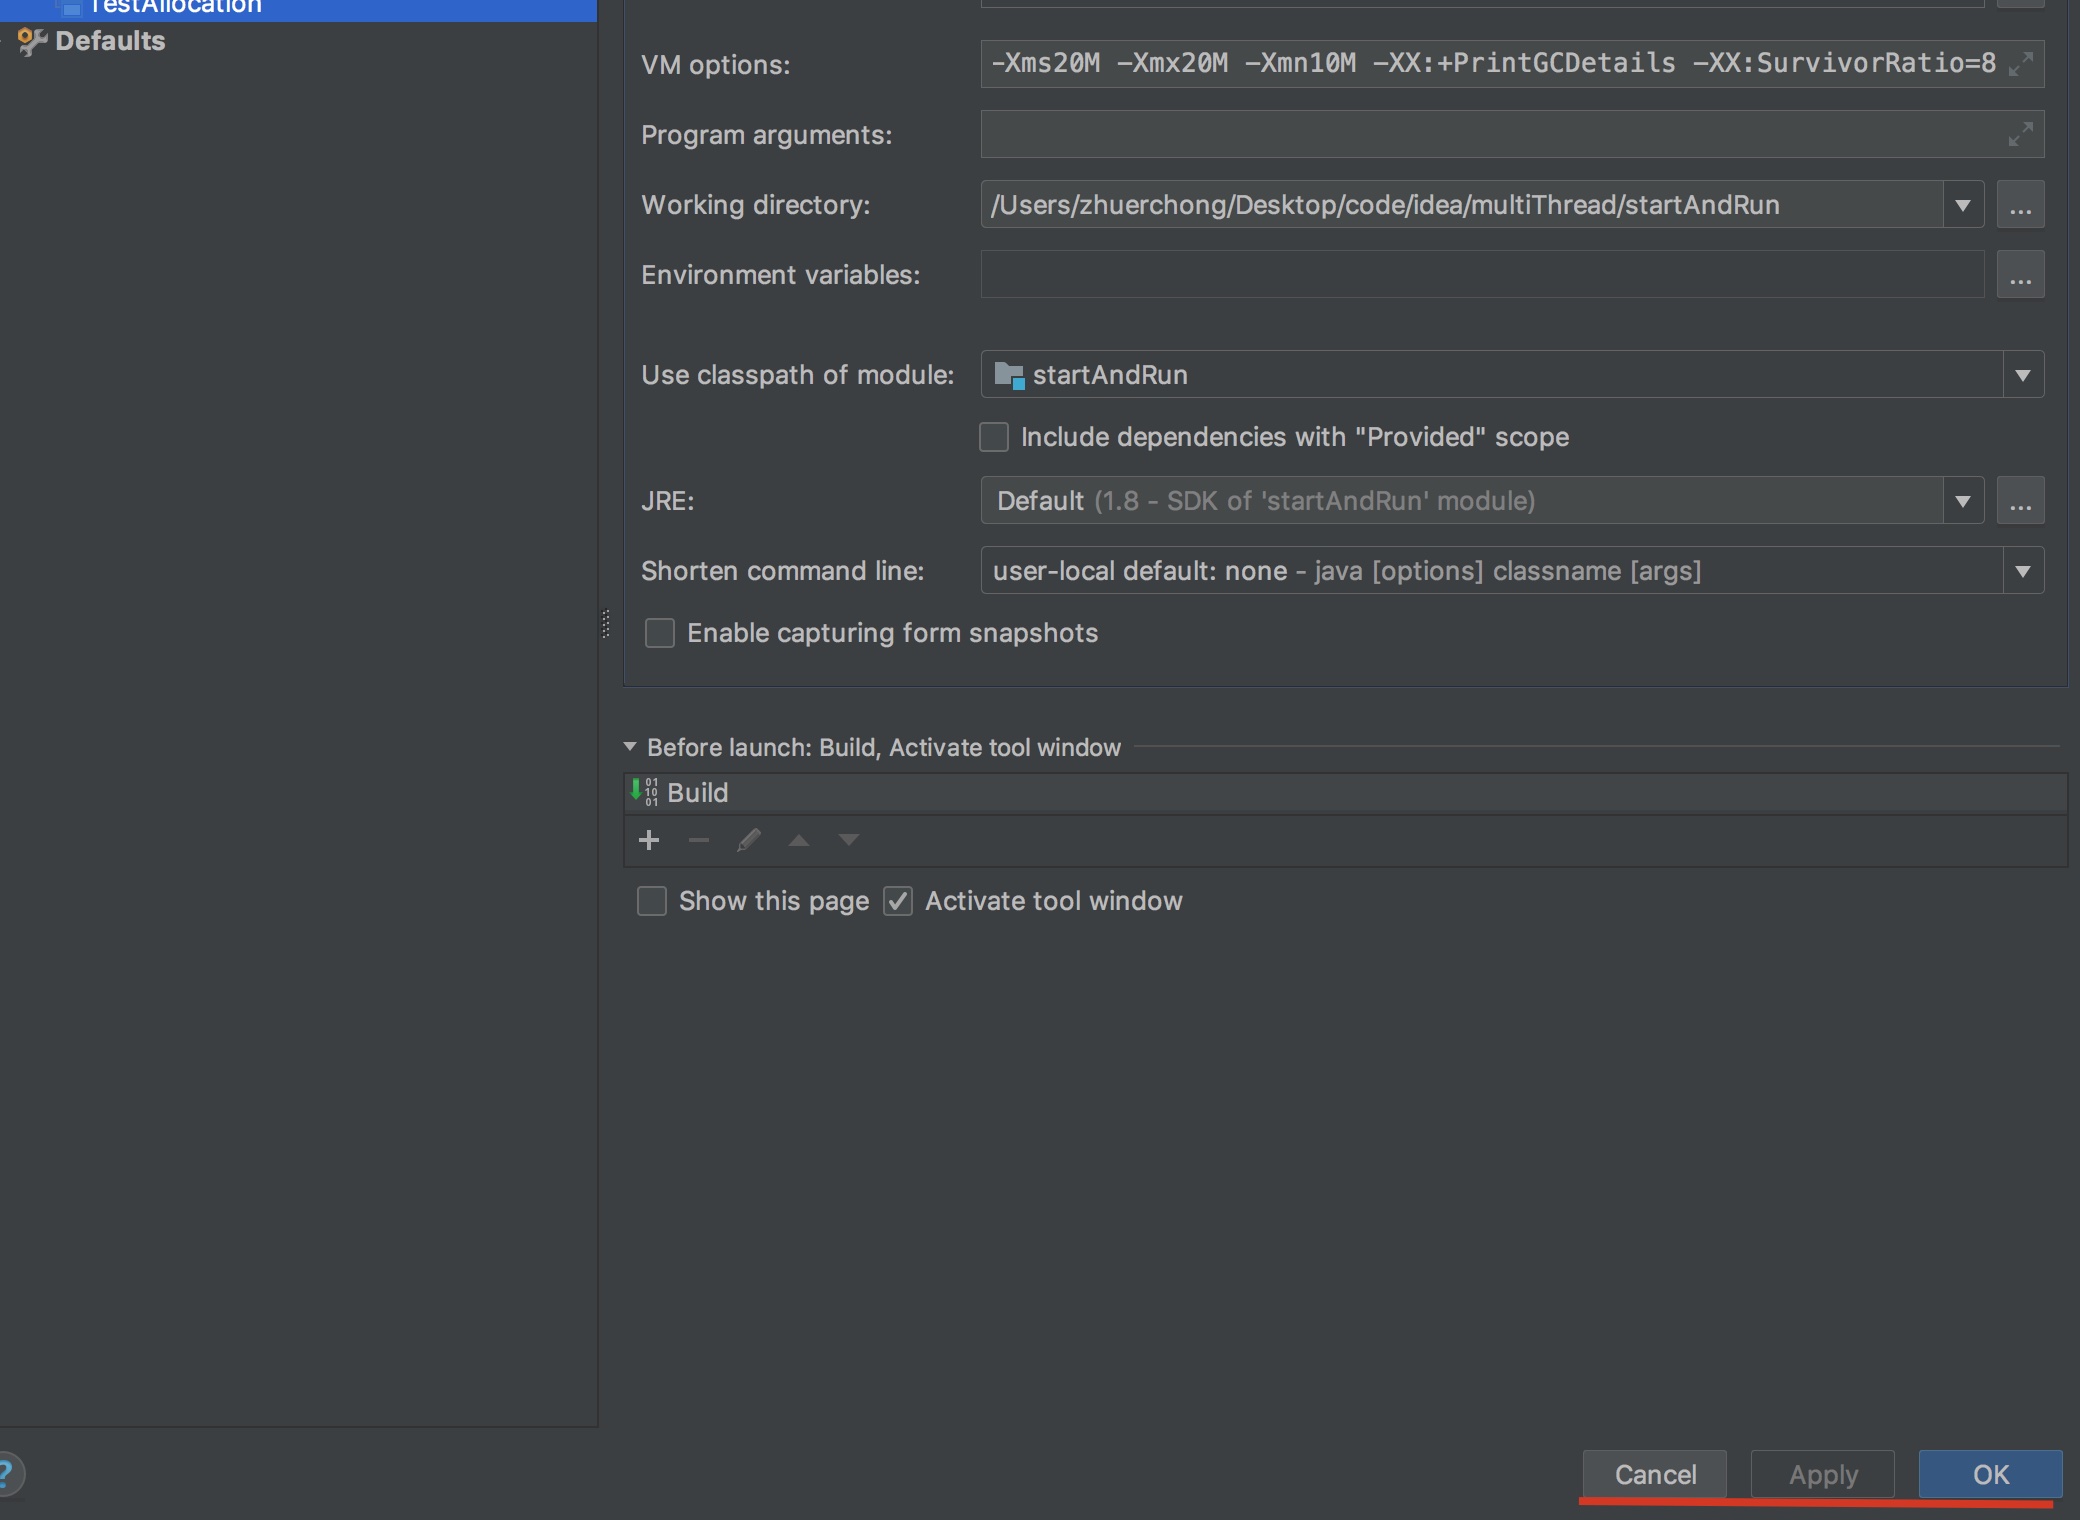 TestAllocation
Defaults
VM options: -Xms20M -Xmx20M -Xmn10M -XX:+PrintGCDetails -XX:SurvivorRatio=8
Program arguments:
Working directory: /Users/zhuerchong/Desktop/code/idea/multiThread/startAndRun ...
Environment variables: ...
Use classpath of module: startAndRun
Include dependencies with "Provided" scope
JRE: Default (1.8 - SDK of 'startAndRun' module) ...
Shorten command line: user-local default: none - java [options] classname [args]
Enable capturing form snapshots
Before launch: Build, Activate tool window
Build
Show this page Activate tool window
? Cancel Apply OK